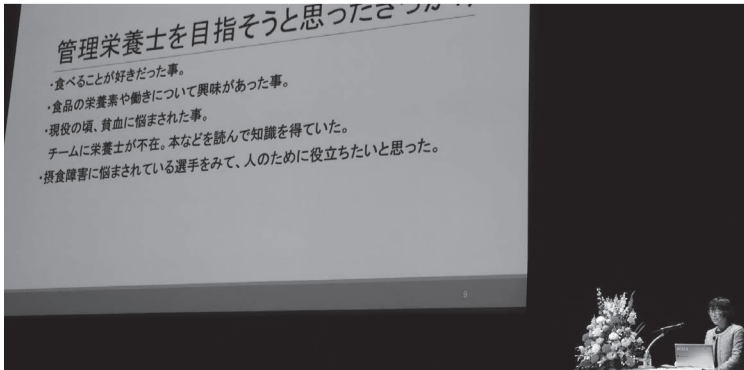 管理栄養士を目指そうと思ったきっかけ
・食べることが好きだった事。
・食品の栄養素や働きについて興味があった事。
・現役の頃、貧血に悩まされた事。
チームに栄養士が不在。本などを読んで知識を得ていた。
・摂食障害に悩まされている選手をみて、人のために役立ちたいと思った。
9